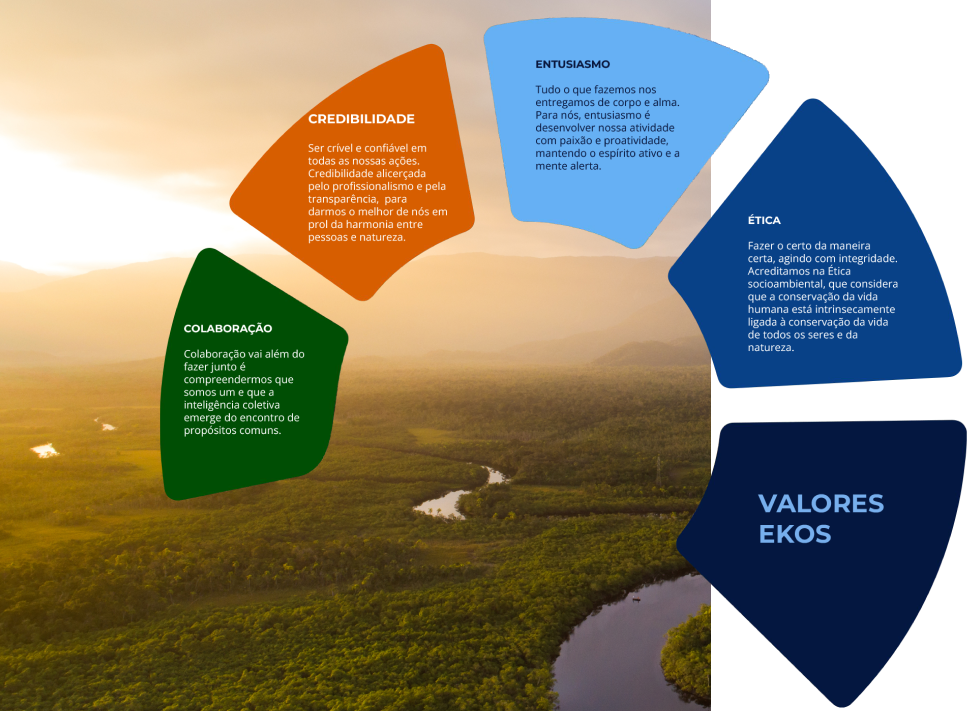 ENTUSIASMO
Tudo o que fazemos nos
entregamos de corpo e alma.
Para nós, entusiasmo é
desenvolver nossa atividade
com paixão e proatividade,
mantendo o espírito ativo e a
mente alerta.
CREDIBILIDADE
Ser crível e confiável em
todas as nossas ações.
Credibilidade alicerçada
pelo profissionalismo e pela
transparência, para
darmos o melhor de nós em
prol da harmonia entre
pessoas e natureza.
ÉTICA
Fazer o certo da maneira
certa, agindo com integridade.
Acreditamos na Ética
socioambiental, que considera
que a conservação da vida
humana está intrinsecamente
ligada à conservação da vida
de todos os seres e da
natureza.
COLABORAÇÃO
Colaboração vai além do
fazer junto é
compreendermos que
somos um e que a
inteligência coletiva
emerge do encontro de
propósitos comuns.
VALORES
EKOS